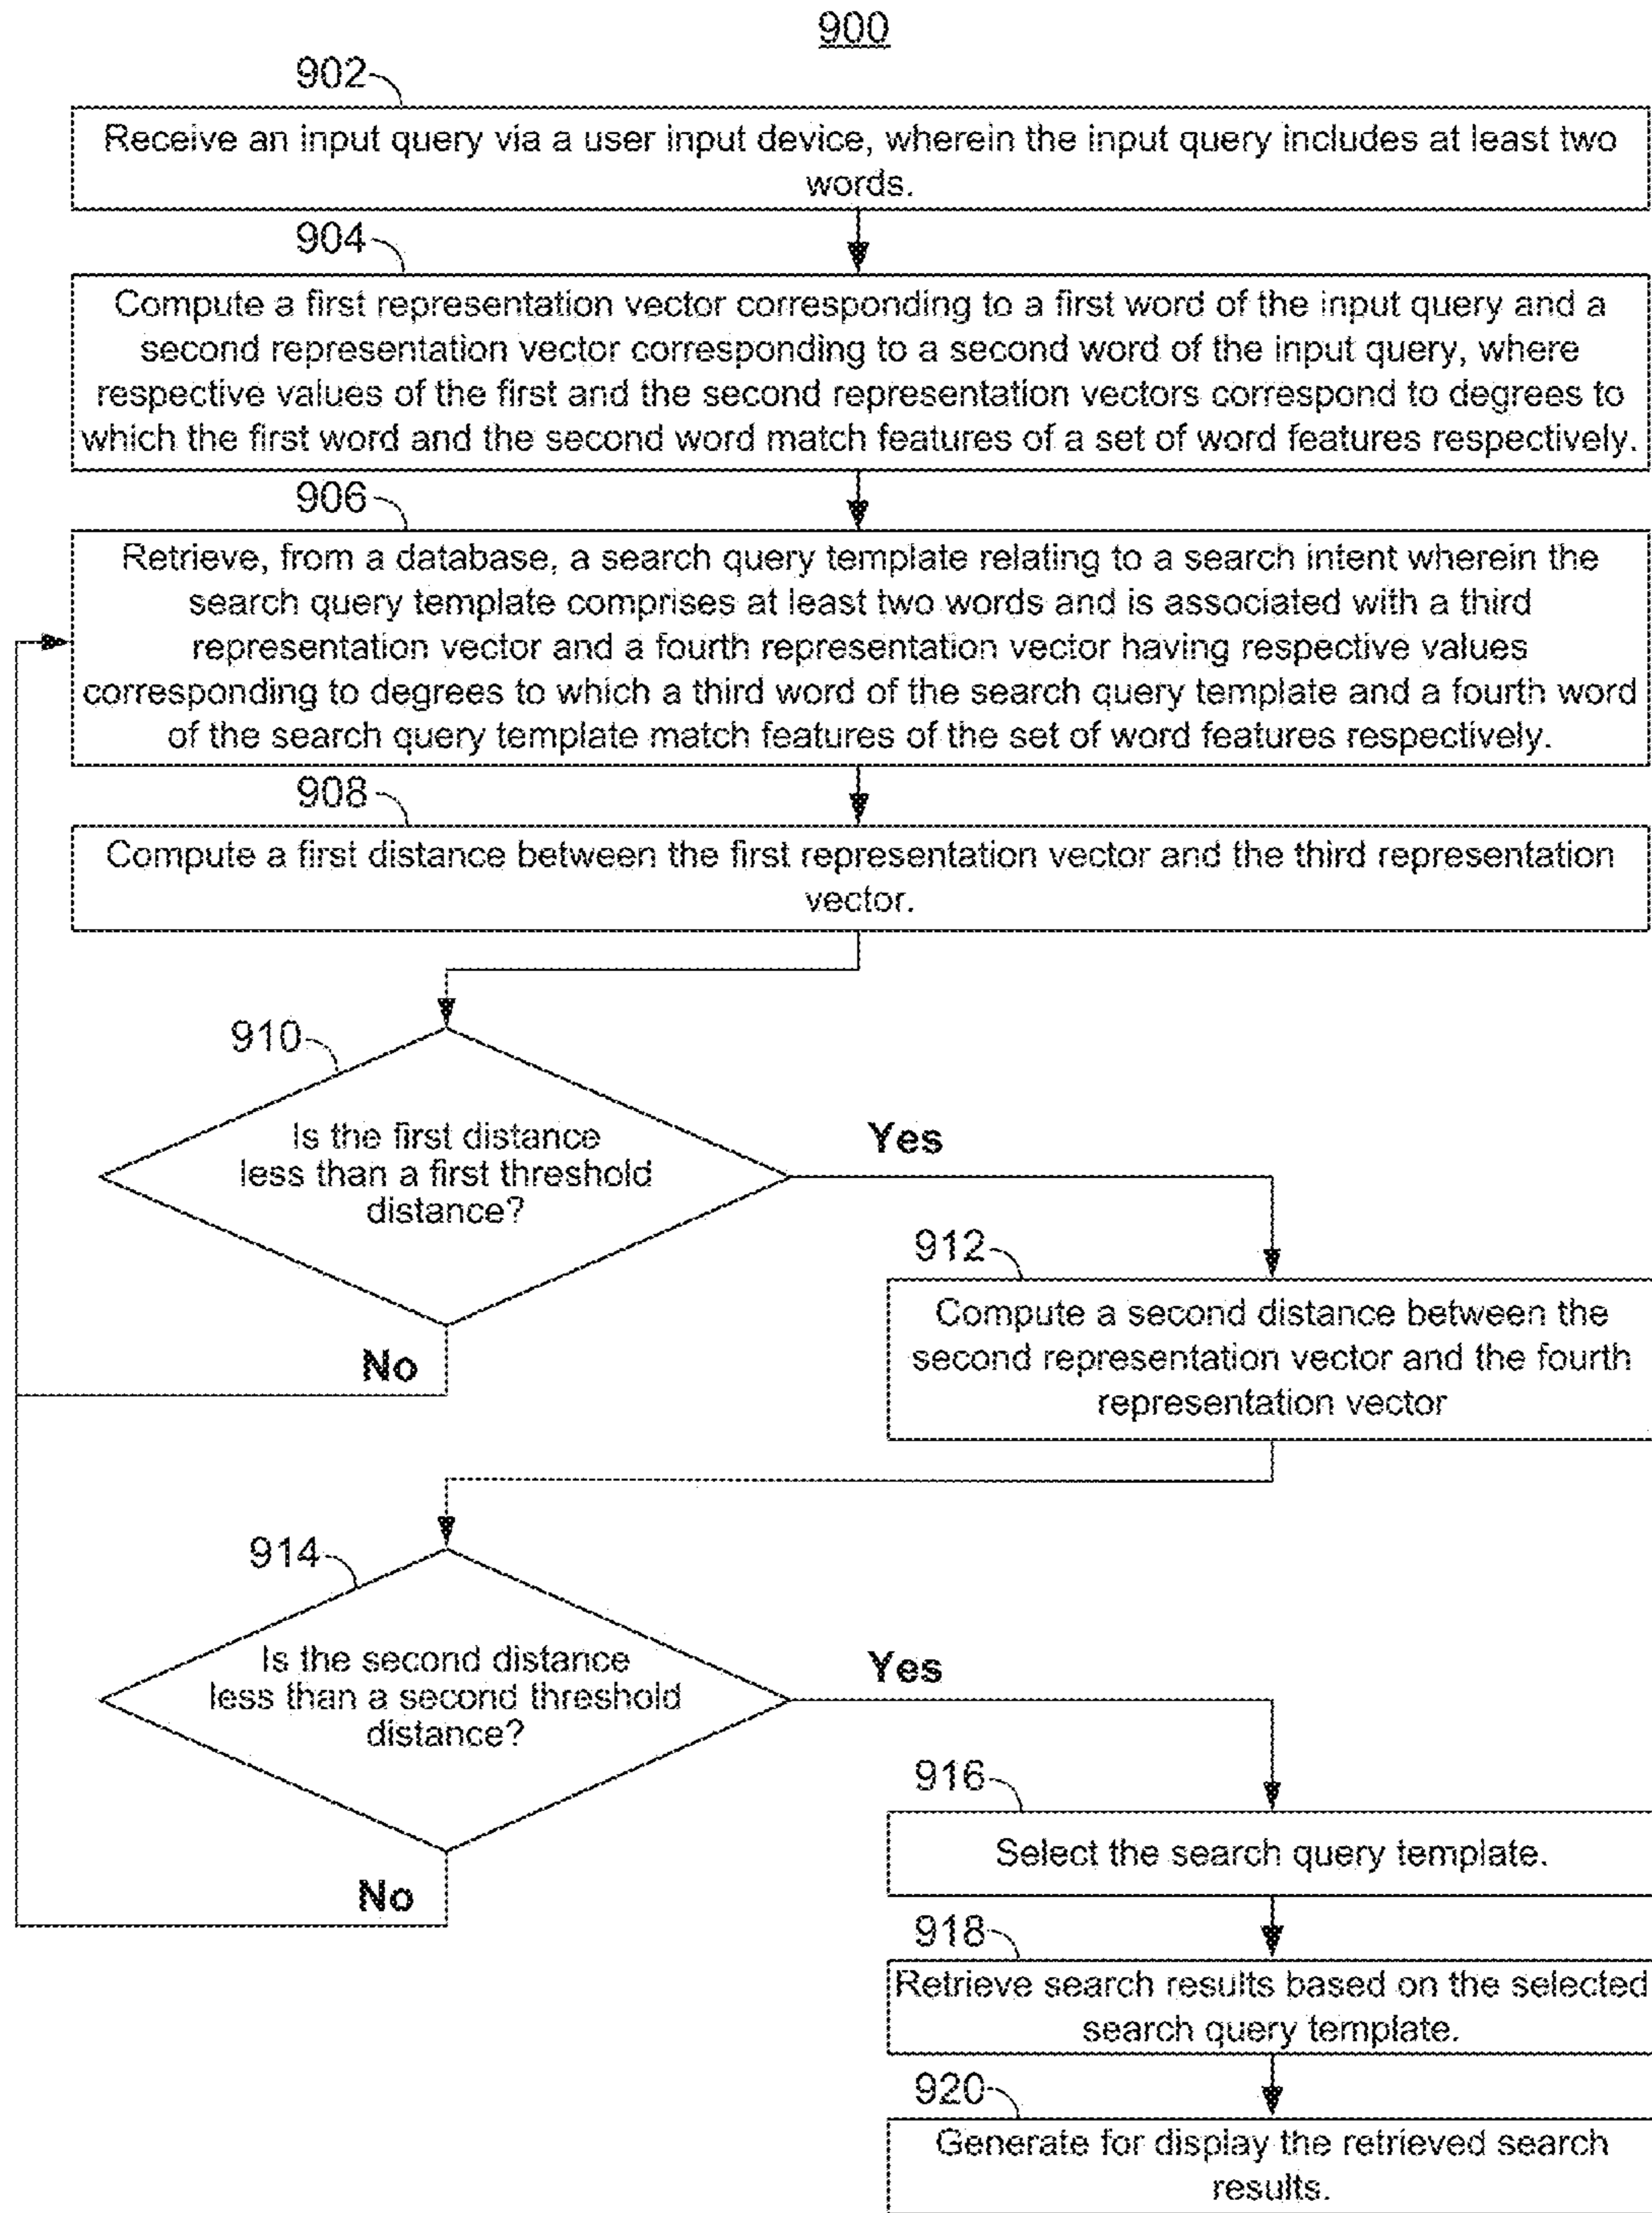 900
902
Receive an input query via a user input device, wherein the input query includes at least two
words.
904
Compute a first representation vector corresponding to a first word of the input query and a
second representation vector corresponding to a second word of the input query, where
respective values of the first and the second representation vectors correspond to degrees to
which the first word and the second word match features of a set of word features respectively.
906
Retrieve, from a database, a search query template relating to a search intent wherein the
search query template comprises at least two words and is associated with a third
representation vector and a fourth representation vector having respective values
corresponding to degrees to which a third word of the search query template and a fourth word
of the search query template match features of the set of word features respectively.
908
Compute a first distance between the first representation vector and the third representation
vector.
910
Is the first distance
less than a first threshold
distance?
Yes
No
912
Compute a second distance between the
second representation vector and the fourth
representation vector
914
Is the second distance
less than a second threshold
distance?
Yes
No
916
Select the search query template.
918
Retrieve search results based on the selected
search query template.
920
Generate for display the retrieved search
results.